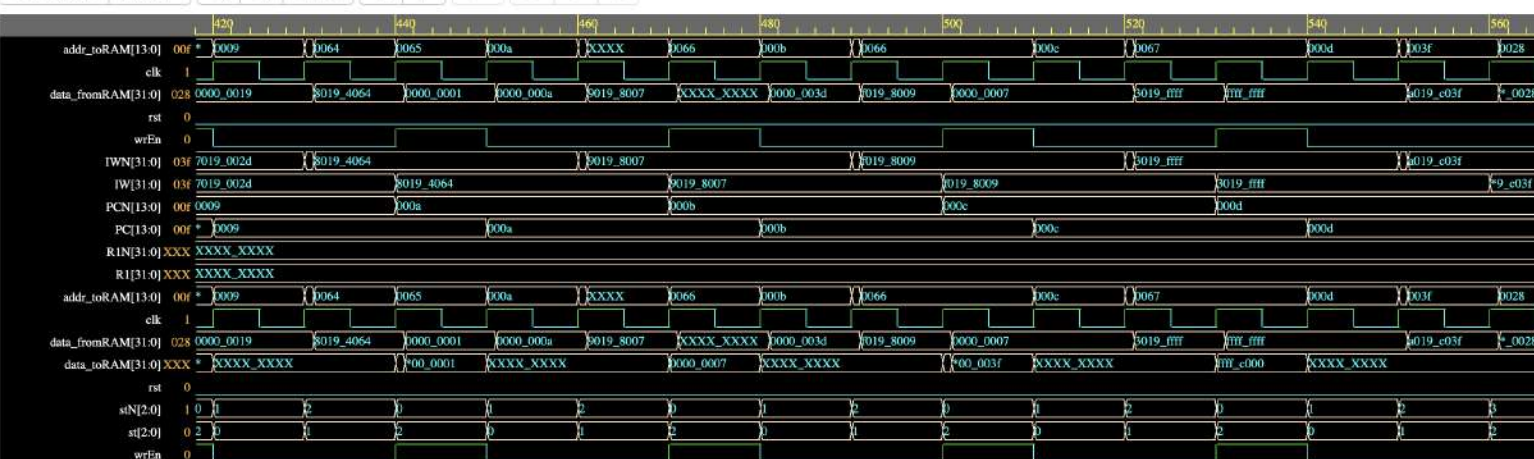 420 440 460 480 500 520 540 560
addr_toRAM[13:0] 00f * 0009 0064 0065 000a XXXX 0066 000b 0066 000c 0067 000d 003f 0028
clk 1
data_fromRAM[31:0] 028 0000_0019 8019_4064 0000_0001 0000_000a 9019_8007 XXXX_XXXX 0000_003d f019_8009 0000_0007 3019_ffff ffff_ffff a019_c03f *_0028
rst 0
wrEn 0
IWN[31:0] 03f 7019_002d 8019_4064 9019_8007 f019_8009 3019_ffff a019_c03f
IW[31:0] 03f 7019_002d 8019_4064 9019_8007 f019_8009 3019_ffff *9_c03f
PCN[13:0] 00f 0009 000a 000b 000c 000d
PC[13:0] 00f * 0009 000a 000b 000c 000d
R1N[31:0] XXX XXXX_XXXX
R1[31:0] XXX XXXX_XXXX
addr_toRAM[13:0] 00f * 0009 0064 0065 000a XXXX 0066 000b 0066 000c 0067 000d 003f 0028
clk 1
data_fromRAM[31:0] 028 0000_0019 8019_4064 0000_0001 0000_000a 9019_8007 XXXX_XXXX 0000_003d f019_8009 0000_0007 3019_ffff ffff_ffff a019_c03f *_0028
data_toRAM[31:0] XXX * XXXX_XXXX *00_0001 XXXX_XXXX 0000_0007 XXXX_XXXX *00_003f XXXX_XXXX ffff_c000 XXXX_XXXX
rst 0
stN[2:0] 1 0 1 2 0 1 2 0 1 2 0 1 2 0 1 2 3
st[2:0] 0 2 0 1 2 0 1 2 0 1 2 0 1 2 0 1 2
wrEn 0